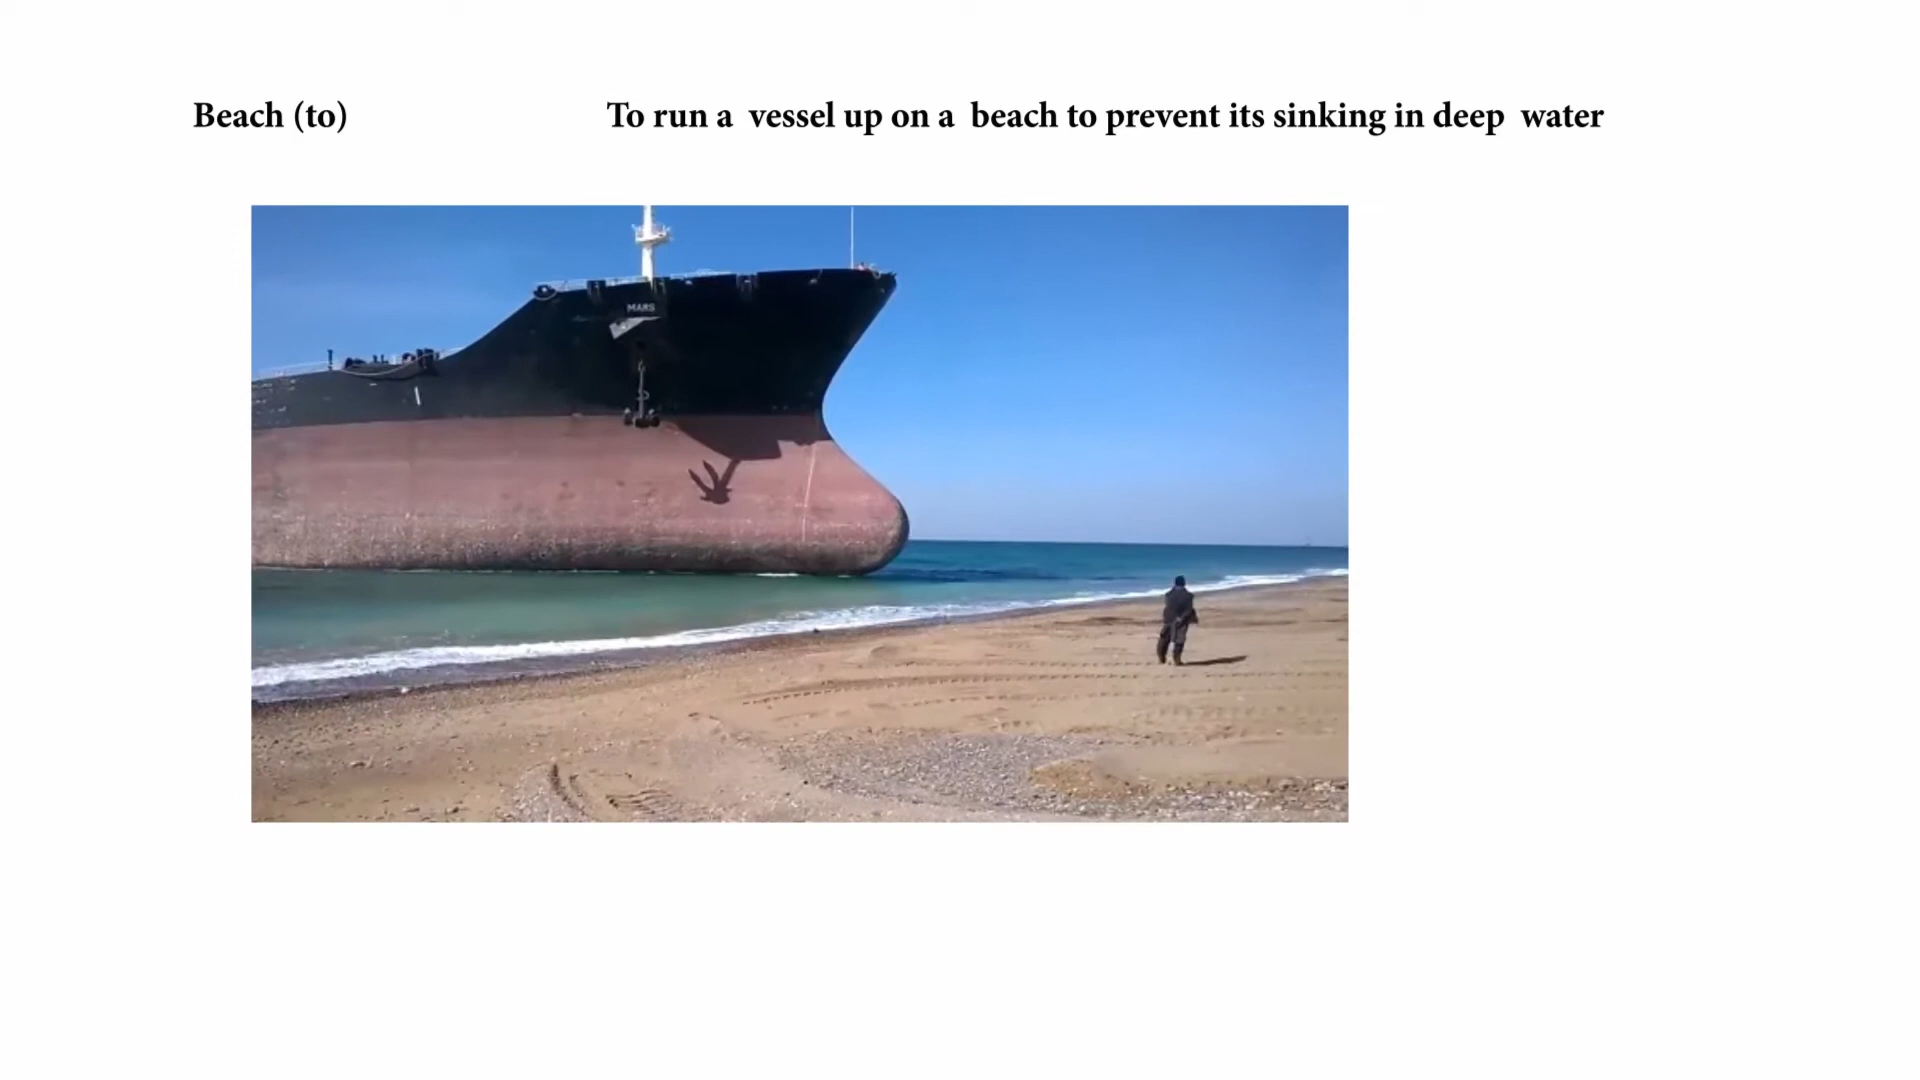 Beach (to) To run a vessel up on a beach to prevent its sinking in deep water
MARS